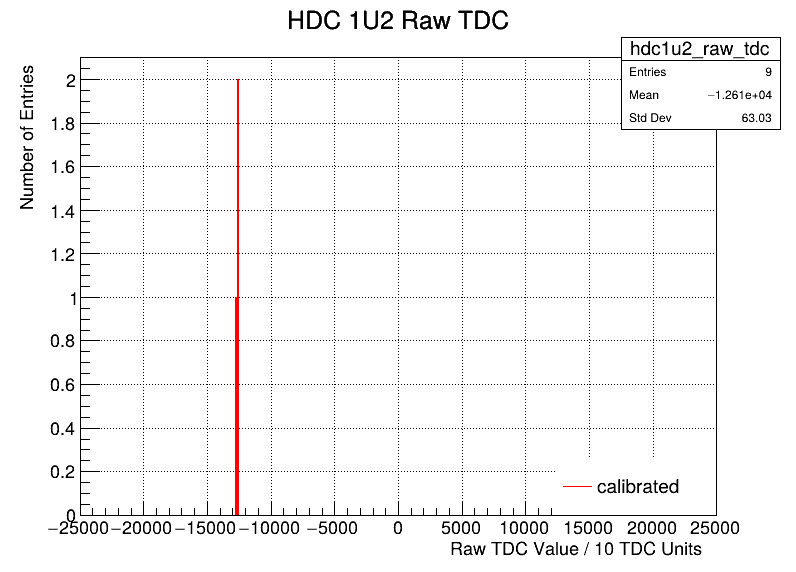 HDC 1U2 Raw TDC
hdc1u2_raw_tdc
Entries 9
Mean −1.261e+04
Std Dev 63.03
Number of Entries
2
1.8
1.6
1.4
1.2
1
0.8
0.6
0.4
0.2
0
calibrated
−25000 −20000 −15000 −10000 −5000 0 5000 10000 15000 20000 25000
Raw TDC Value / 10 TDC Units